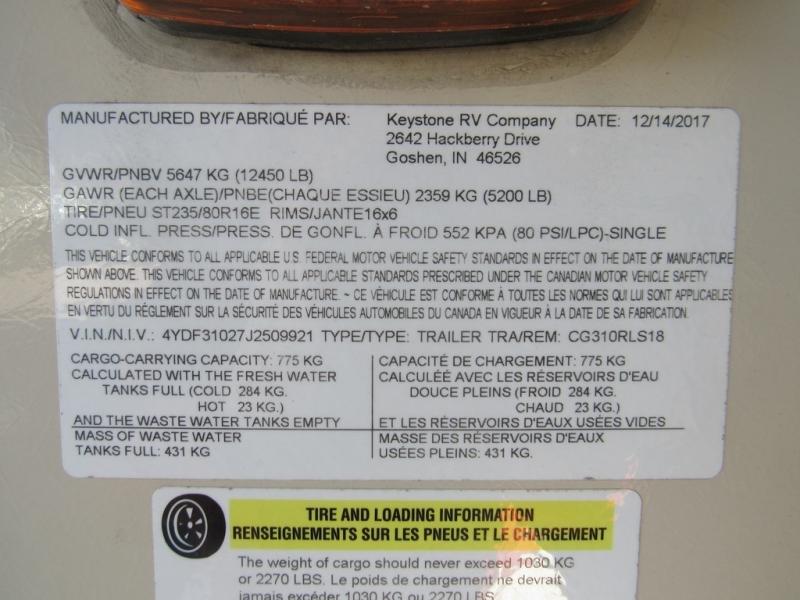 MANUFACTURED BY/FABRIQUÉ PAR: Keystone RV Company DATE: 12/14/2017
2642 Hackberry Drive
Goshen, IN 46526
GVWR/PNBV 5647 KG (12450 LB)
GAWR (EACH AXLE)/PNBE(CHAQUE ESSIEU) 2359 KG (5200 LB)
TIRE/PNEU ST235/80R16E RIMS/JANTE16x6
COLD INFL. PRESS/PRESS. DE GONFL. À FROID 552 KPA (80 PSI/LPC)-SINGLE
THIS VEHICLE CONFORMS TO ALL APPLICABLE U.S. FEDERAL MOTOR VEHICLE SAFETY STANDARDS IN EFFECT ON THE DATE OF MANUFACTURE
SHOWN ABOVE. THIS VEHICLE CONFORMS TO ALL APPLICABLE STANDARDS PRESCRIBED UNDER THE CANADIAN MOTOR VEHICLE SAFETY
REGULATIONS IN EFFECT ON THE DATE OF MANUFACTURE. ~ CE VÉHICULE EST CONFORME À TOUTES LES NORMES QUI LUI SONT APPLICABLES
EN VERTU DU RÉGLEMENT SUR LA SÉCURITÉ DES VÉHICULES AUTOMOBILES DU CANADA EN VIGUEUR À LA DATE DE SA FABRICATION.
V.I.N./N.I.V.: 4YDF31027J2509921 TYPE/TYPE: TRAILER TRA/REM: CG310RLS18
CARGO-CARRYING CAPACITY: 775 KG
CALCULATED WITH THE FRESH WATER
TANKS FULL (COLD 284 KG.
HOT 23 KG.)
AND THE WASTE WATER TANKS EMPTY
MASS OF WASTE WATER
TANKS FULL: 431 KG
CAPACITÉ DE CHARGEMENT: 775 KG
CALCULÉE AVEC LES RÉSERVOIRS D'EAU
DOUCE PLEINS (FROID 284 KG.
CHAUD 23 KG.)
ET LES RÉSERVOIRS D'EAUX USÉES VIDES
MASSE DES RÉSERVOIRS D'EAUX
USÉES PLEINS: 431 KG.
TIRE AND LOADING INFORMATION
RENSEIGNEMENTS SUR LES PNEUS ET LE CHARGEMENT
The weight of cargo should never exceed 1030 KG
or 2270 LBS. Le poids de chargement ne devrait
jamais excéder 1030 KG ou 2270 LBS